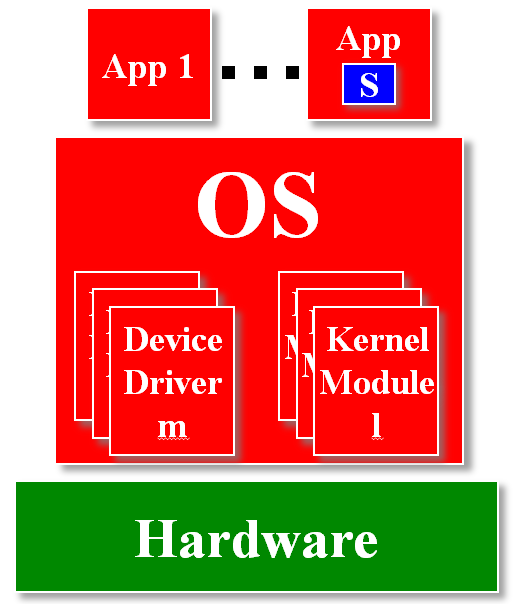 App 1
App
S
OS
Device
Driver
m
Kernel
Module
l
Hardware